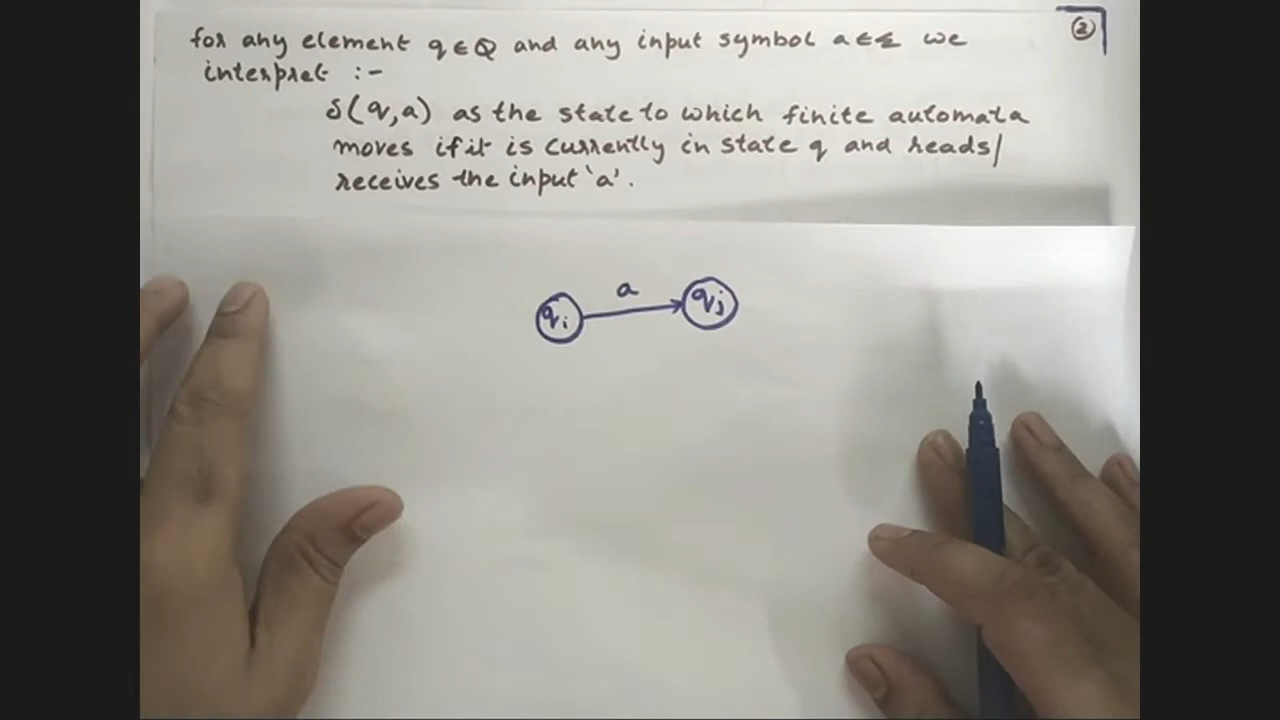 ②
for any element q ∈ Q and any input symbol a ∈ Σ we
interpret :-
δ(q,a) as the state to which finite automata
moves if it is currently in state q and reads/
receives the input 'a'.
a
qi
qj